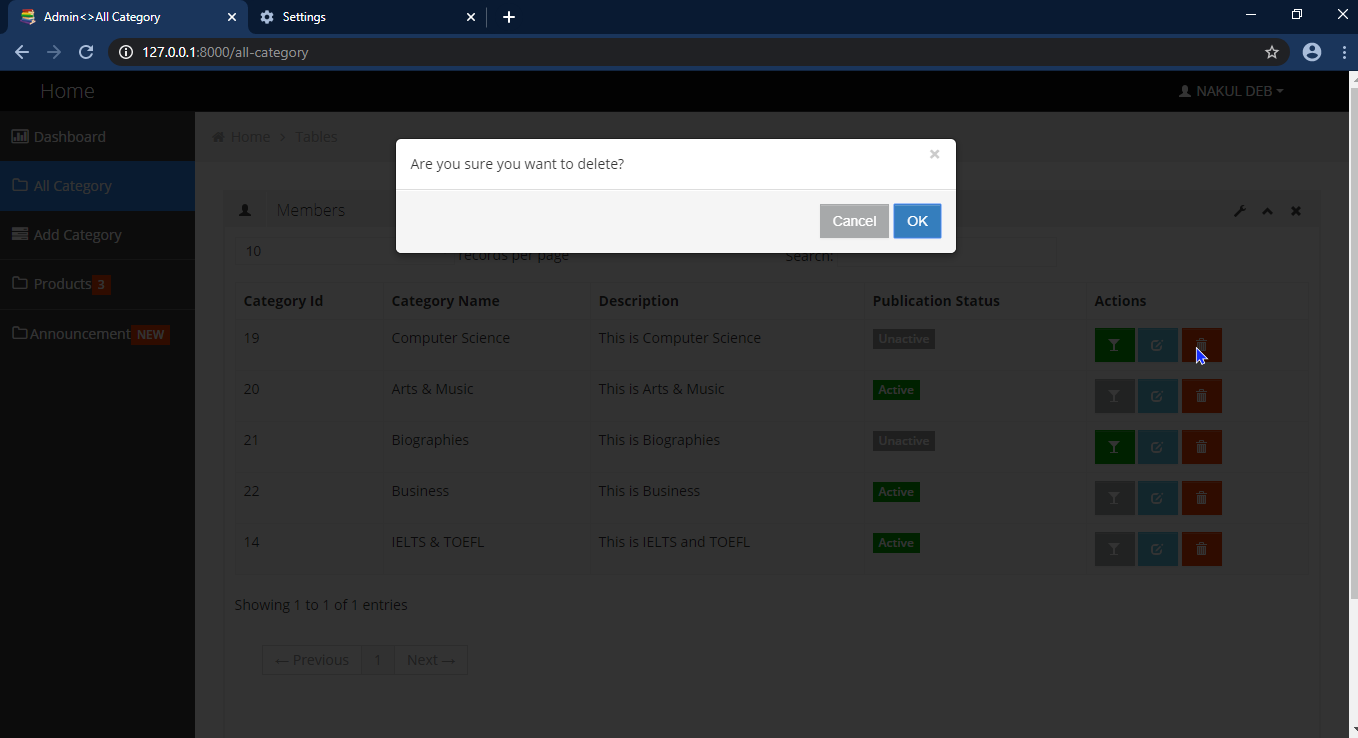 Admin<>All Category
Settings
127.0.0.1:8000/all-category
Home
NAKUL DEB
Dashboard
All Category
Add Category
Products 3
Announcement NEW
Home > Tables
Are you sure you want to delete?
Cancel OK
Members
10 records per page Search:
Category Id Category Name Description Publication Status Actions
19 Computer Science This is Computer Science Unactive
20 Arts & Music This is Arts & Music Active
21 Biographies This is Biographies Unactive
22 Business This is Business Active
14 IELTS & TOEFL This is IELTS and TOEFL Active
Showing 1 to 1 of 1 entries
← Previous 1 Next →